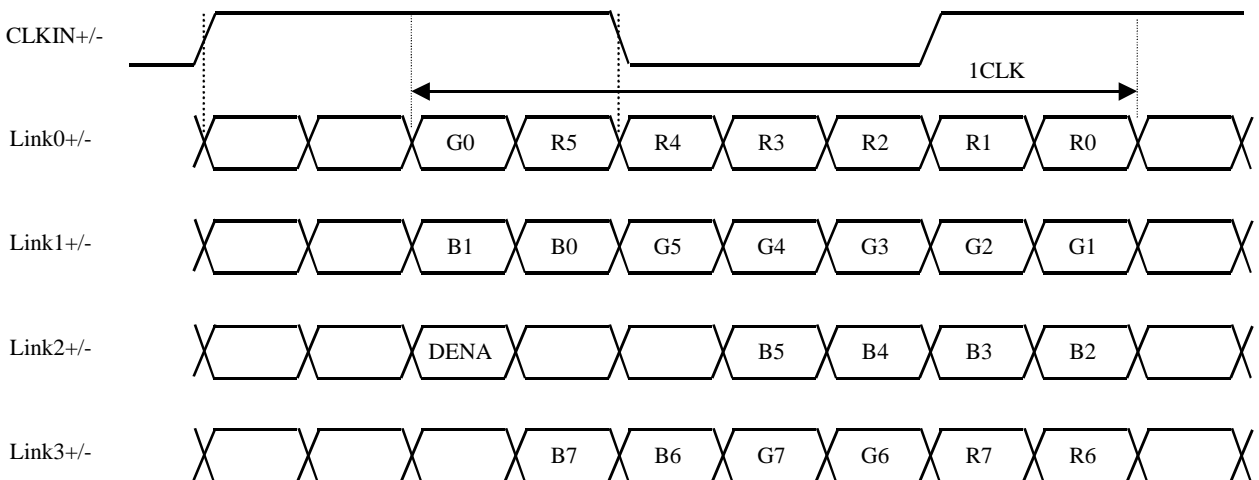 CLKIN+/-
1CLK
Link0+/- G0 R5 R4 R3 R2 R1 R0
Link1+/- B1 B0 G5 G4 G3 G2 G1
Link2+/- DENA B5 B4 B3 B2
Link3+/- B7 B6 G7 G6 R7 R6